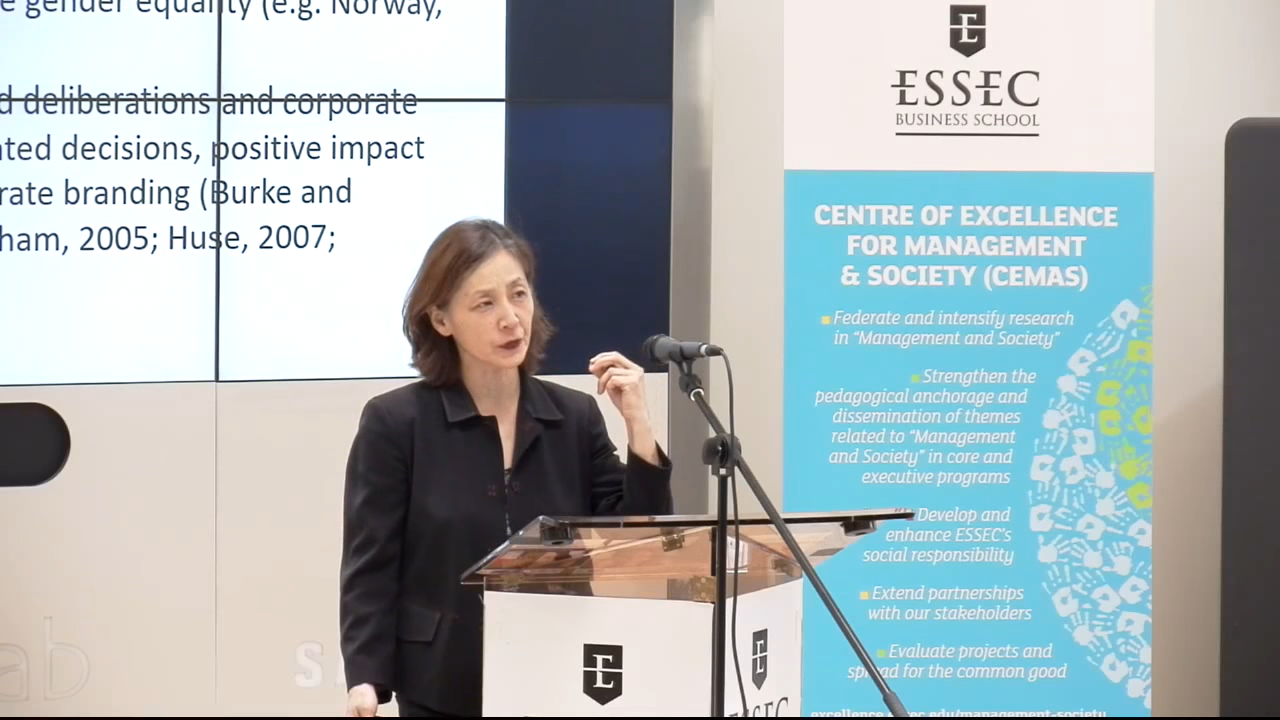 e gender equality (e.g. Norway,
d deliberations and corporate
ated decisions, positive impact
rate branding (Burke and
ham, 2005; Huse, 2007;
E
ESSEC
BUSINESS SCHOOL
CENTRE OF EXCELLENCE
FOR MANAGEMENT
& SOCIETY (CEMAS)
Federate and intensify research
in “Management and Society”
Strengthen the
pedagogical anchorage and
dissemination of themes
related to “Management
and Society” in core and
executive programs
Develop and
enhance ESSEC's
social responsibility
Extend partnerships
with our stakeholders
Evaluate projects and
for the common good
E
E
ESSEC
ab